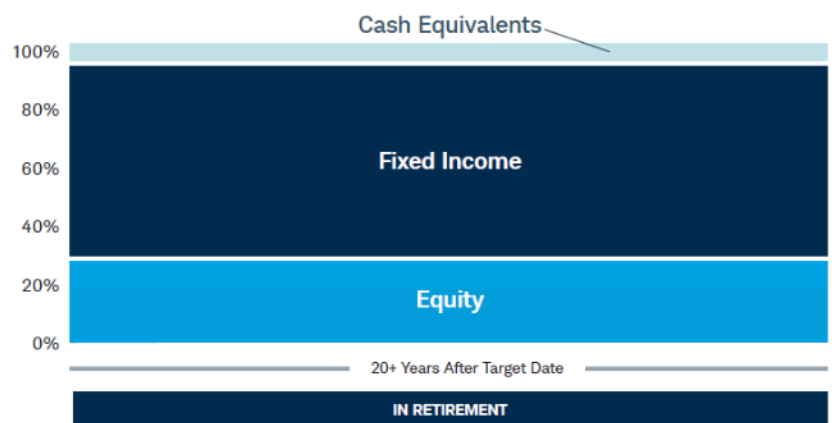 Cash Equivalents
100%
80%
Fixed Income
60%
40%
20%
Equity
0%
20+ Years After Target Date
IN RETIREMENT